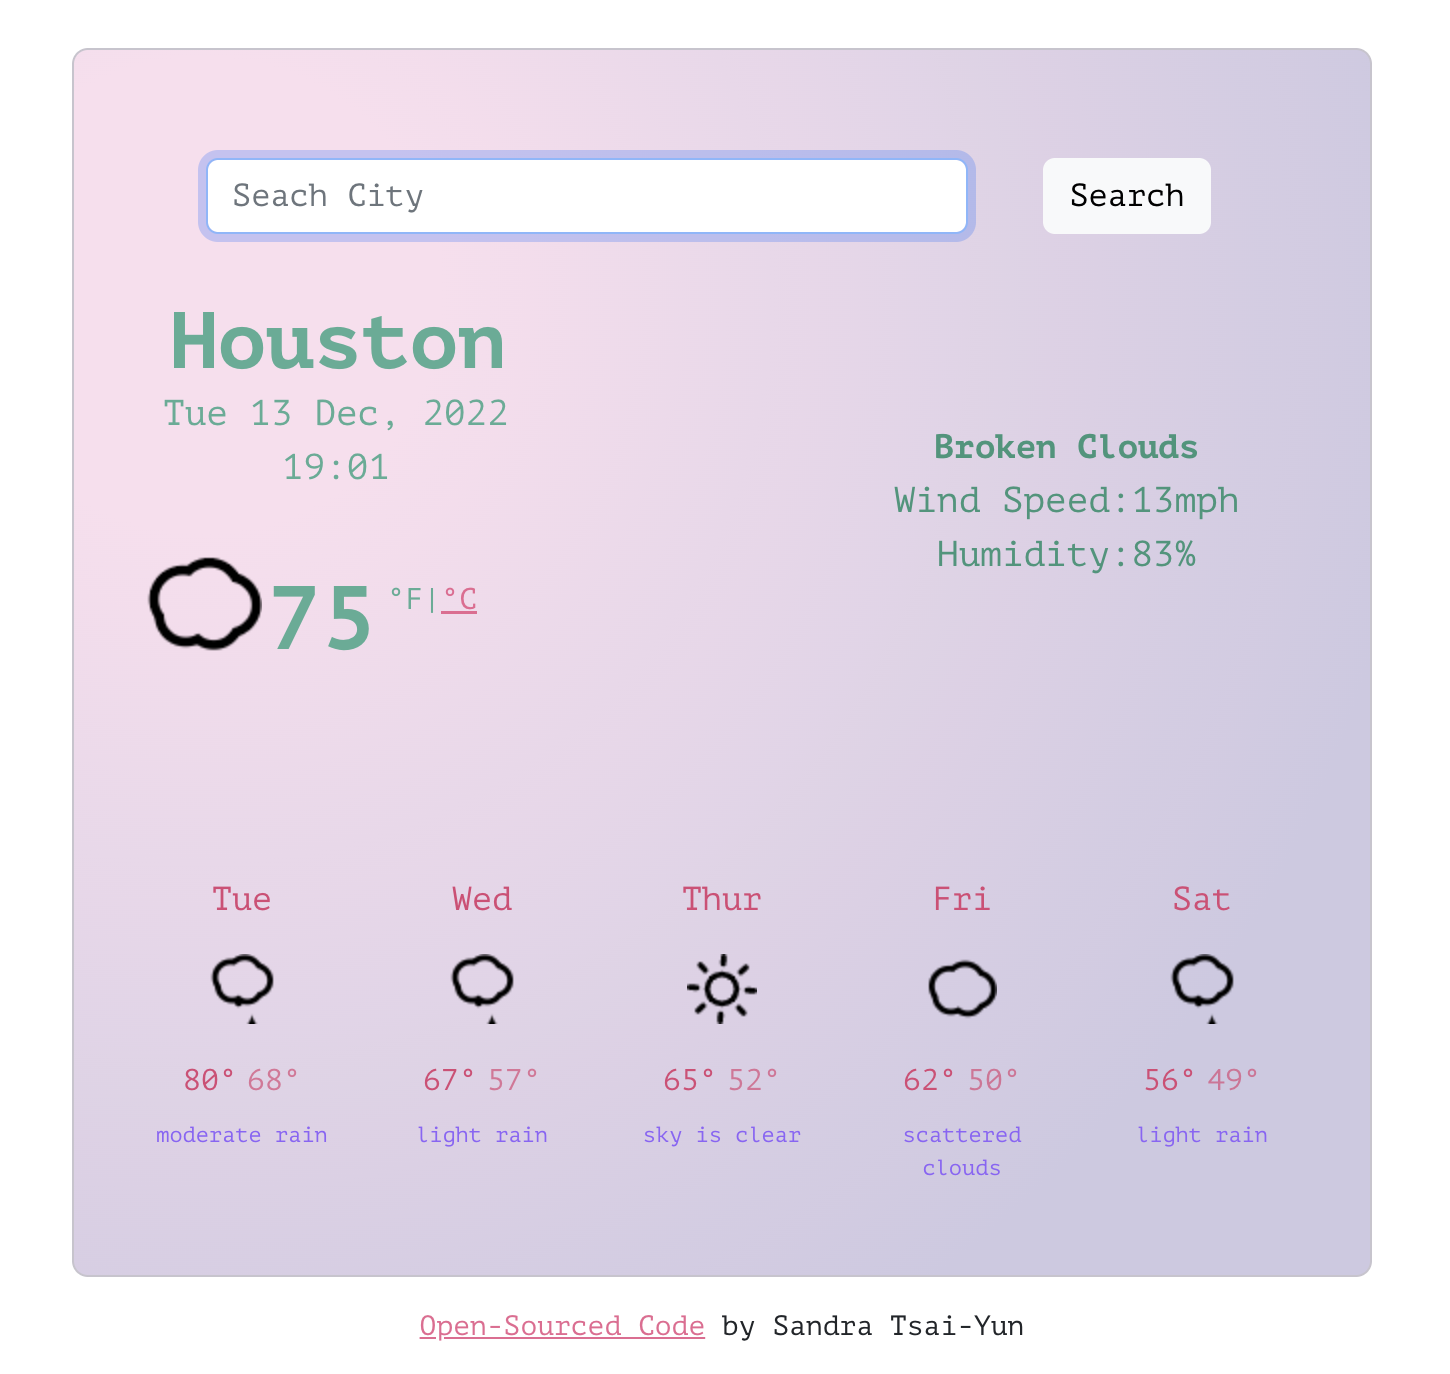 Seach City
Search
Houston
Tue 13 Dec, 2022
19:01
75 °F|°C
Broken Clouds
Wind Speed:13mph
Humidity:83%
Tue
80° 68°
moderate rain
Wed
67° 57°
light rain
Thur
65° 52°
sky is clear
Fri
62° 50°
scattered
clouds
Sat
56° 49°
light rain
Open-Sourced Code by Sandra Tsai-Yun